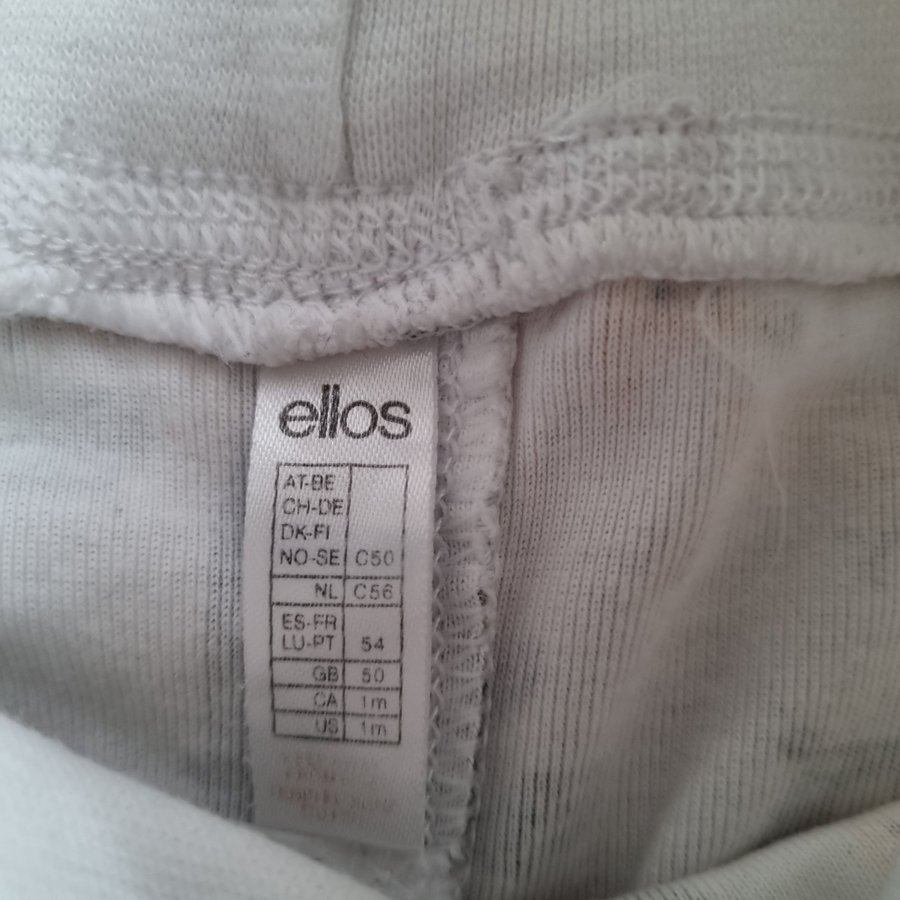 ellos
AT-BE
CH-DE
DK-FI
NO-SE C50
NL C56
ES-FR
LU-PT 54
GB 50
CA 1m
US 1m